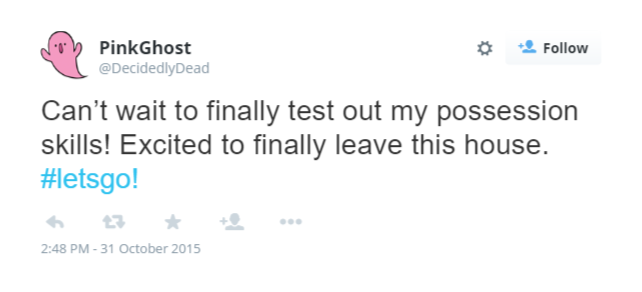 PinkGhost
@DecidedlyDead
Follow
Can’t wait to finally test out my possession
skills! Excited to finally leave this house.
#letsgo!
2:48 PM - 31 October 2015